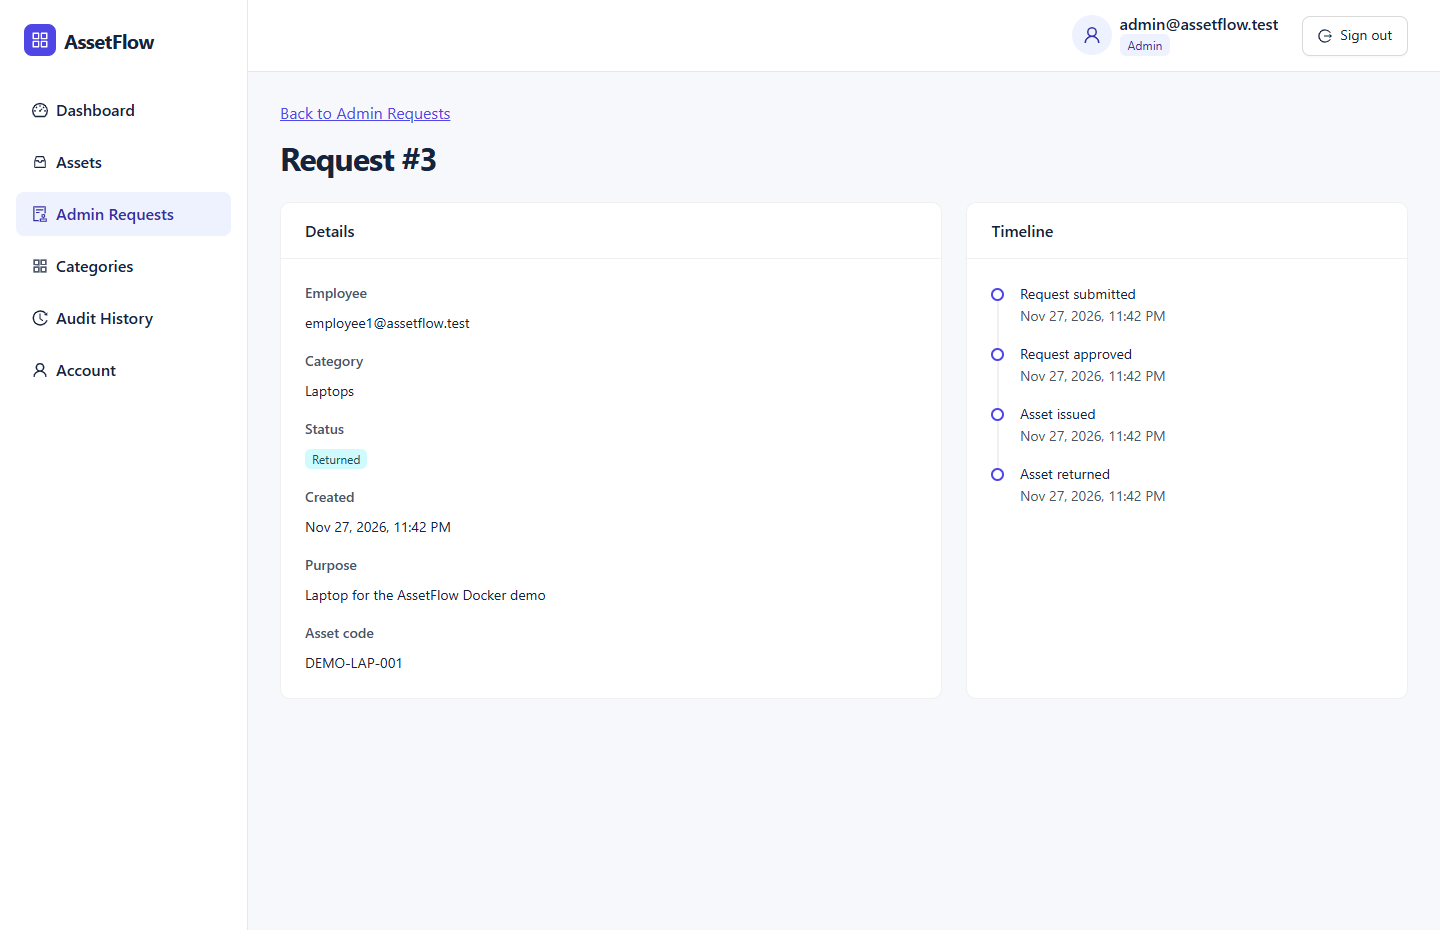 AssetFlow
Dashboard
Assets
Admin Requests
Categories
Audit History
Account
admin@assetflow.test
Admin
Sign out
Back to Admin Requests
Request #3
Details
Employee
employee1@assetflow.test
Category
Laptops
Status
Returned
Created
Nov 27, 2026, 11:42 PM
Purpose
Laptop for the AssetFlow Docker demo
Asset code
DEMO-LAP-001
Timeline
Request submitted
Nov 27, 2026, 11:42 PM
Request approved
Nov 27, 2026, 11:42 PM
Asset issued
Nov 27, 2026, 11:42 PM
Asset returned
Nov 27, 2026, 11:42 PM